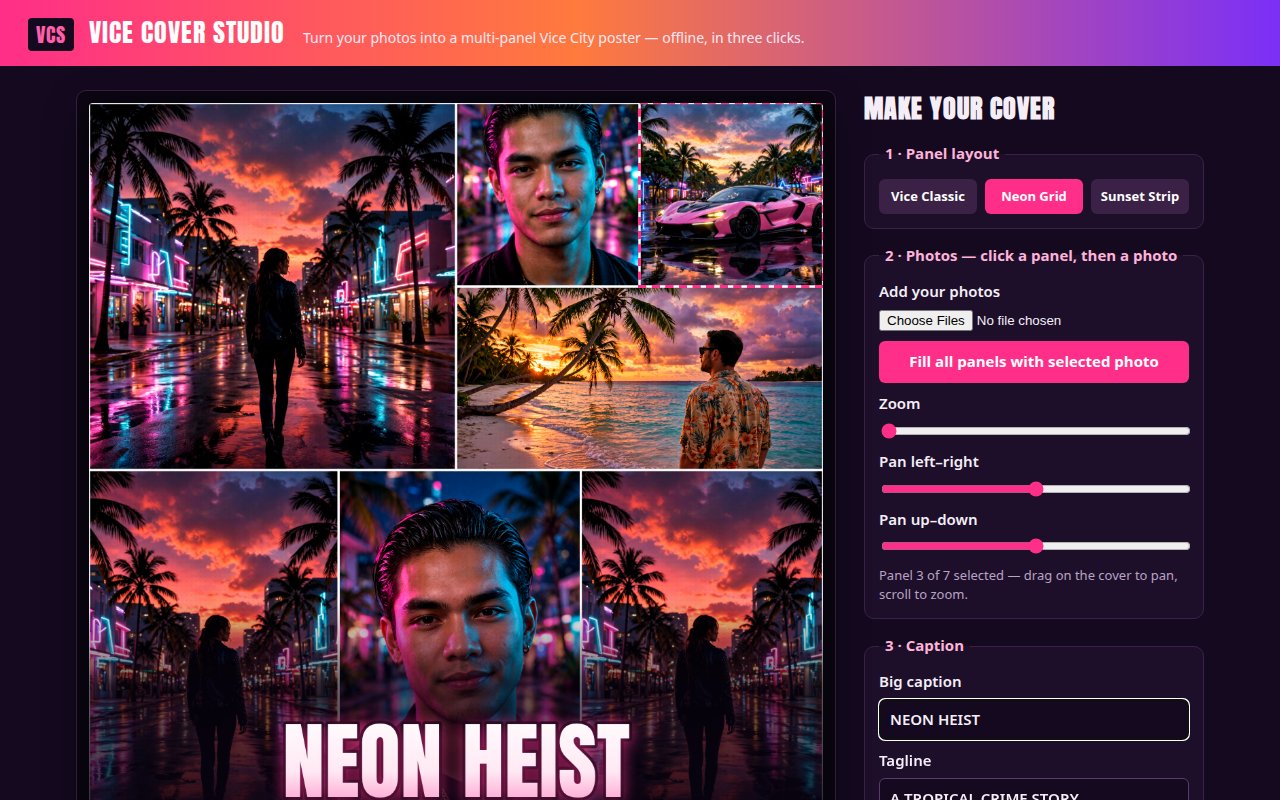 VCS
VICE COVER STUDIO
Turn your photos into a multi-panel Vice City poster — offline, in three clicks.
NEON HEIST
MAKE YOUR COVER
1 · Panel layout
Vice Classic
Neon Grid
Sunset Strip
2 · Photos — click a panel, then a photo
Add your photos
Choose Files No file chosen
Fill all panels with selected photo
Zoom
Pan left–right
Pan up–down
Panel 3 of 7 selected — drag on the cover to pan,
scroll to zoom.
3 · Caption
Big caption
NEON HEIST
Tagline
A TROPICAL CRIME STORY